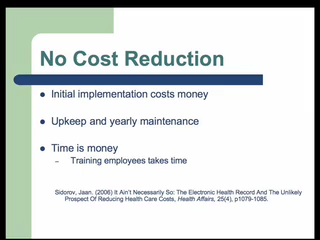 No Cost Reduction
● Initial implementation costs money
● Upkeep and yearly maintenance
● Time is money
– Training employees takes time
Sidorov, Jaan. (2006) It Ain't Necessarily So: The Electronic Health Record And The Unlikely
Prospect Of Reducing Health Care Costs, Health Affairs, 25(4), p1079-1085.